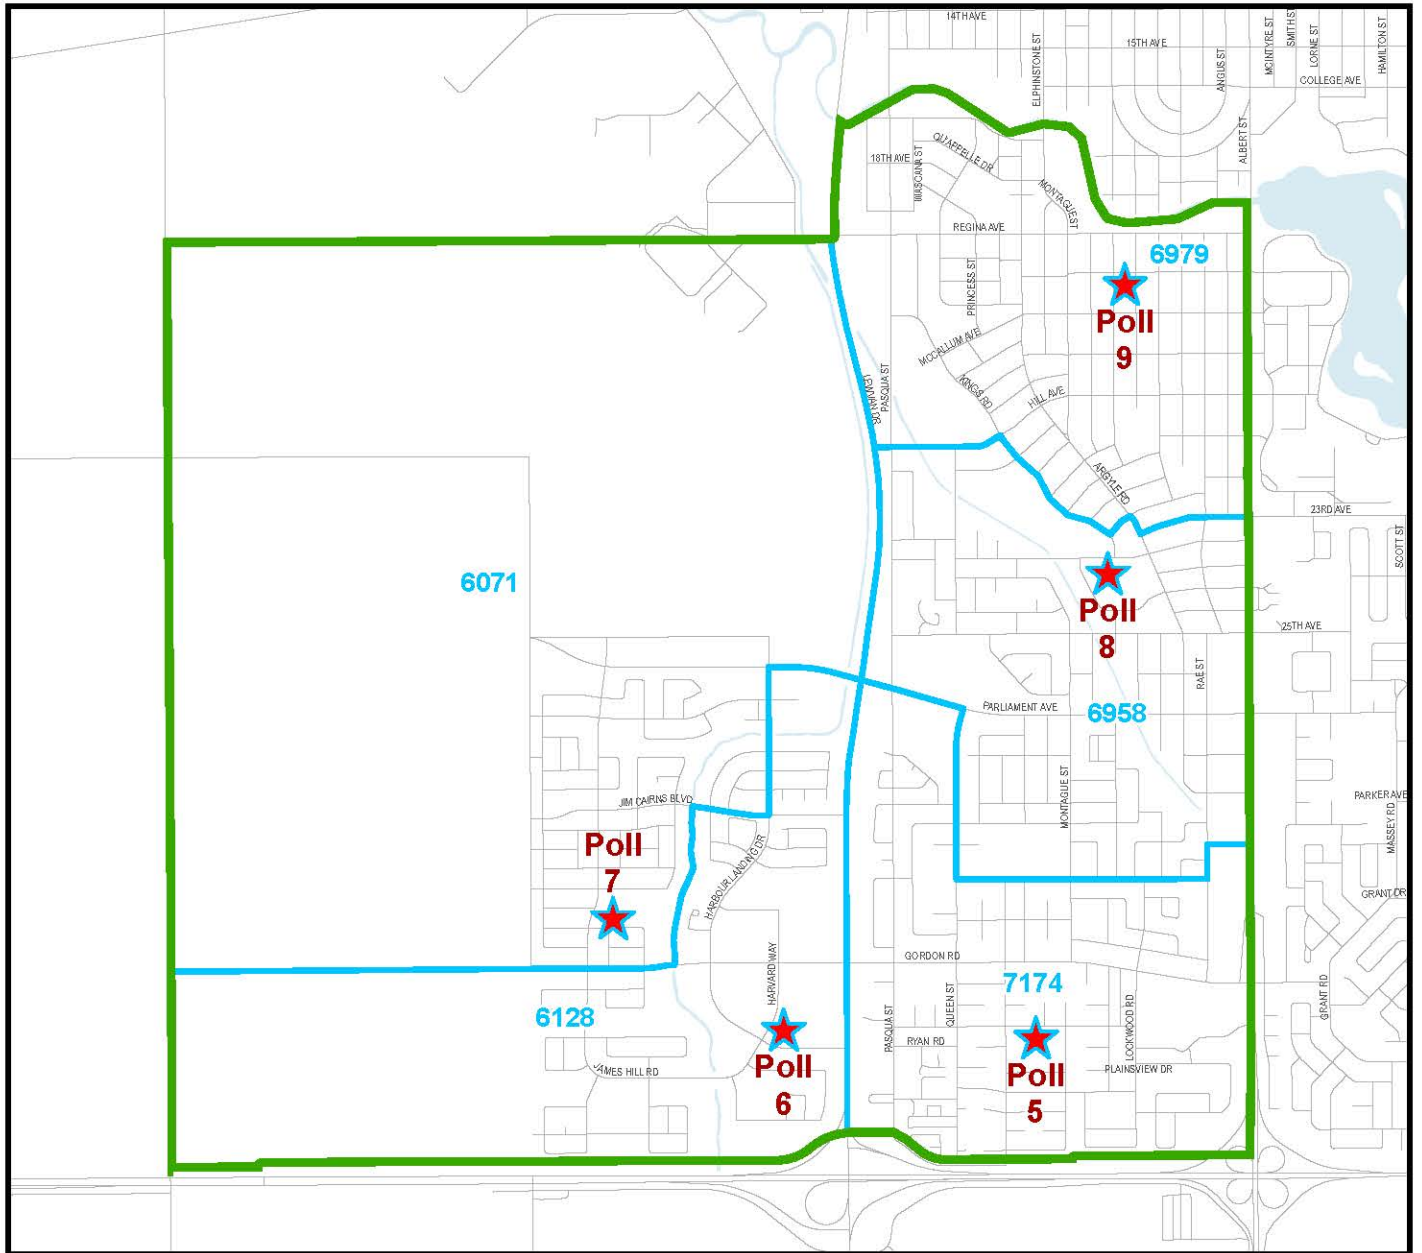 14TH AVE
ELPHINSTONE ST
15TH AVE
ANGUS ST
MCINTYRE ST
SMITH ST
LORNE ST
HAMILTON ST
COLLEGE AVE
ALBERT ST
18TH AVE
WASCANA ST
QU'APPELLE DR
MONTAGUE ST
REGINA AVE
6979
PRINCESS ST
Poll
9
MCCALLUM AVE
LEWVAN DR
PASQUA ST
KINGS RD
HILL AVE
ARGYLE RD
23RD AVE
SCOTT ST
6071
Poll
8
25TH AVE
RAE ST
PARLIAMENT AVE
6958
JIM CAIRNS BLVD
MONTAGUE ST
PARKER AVE
MASSEY RD
Poll
7
HARBOUR LANDING DR
GRANT DR
HARVARD WAY
GORDON RD
7174
GRANT RD
6128
QUEEN ST
PASQUA ST
LOCKWOOD RD
RYAN RD
JAMES HILL RD
Poll
6
Poll
5
PLAINSVIEW DR